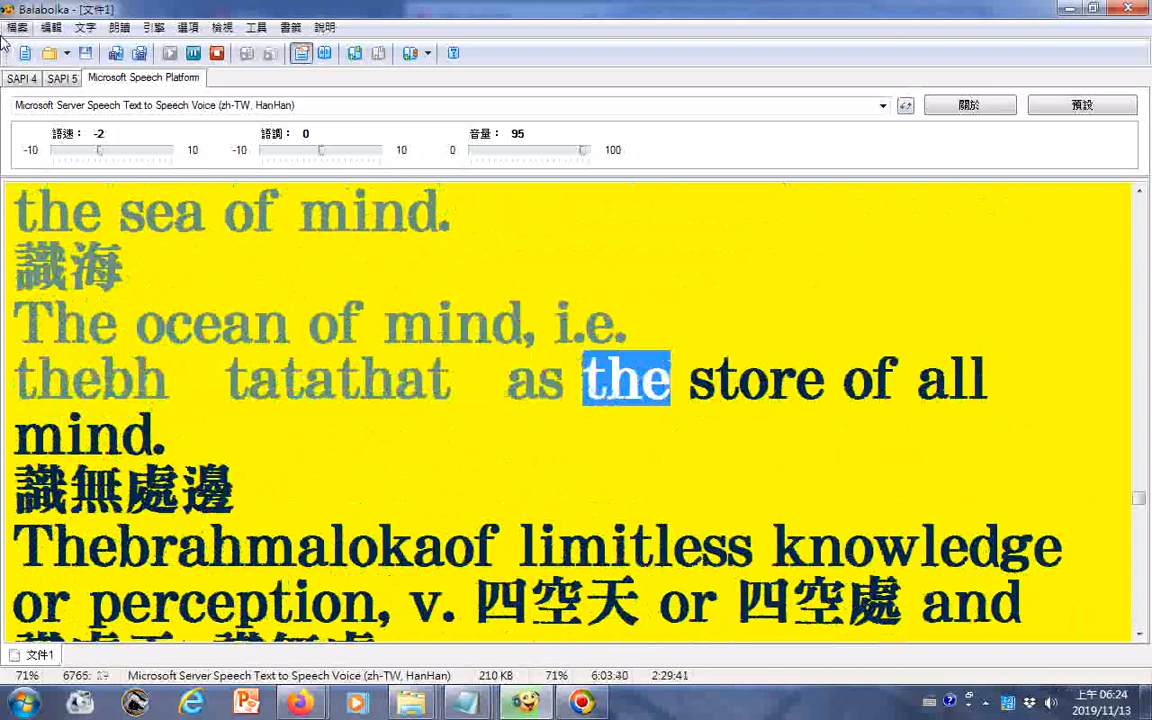 Balabolka - [文件1]
檔案 編輯 文字 朗讀 引擎 選項 檢視 工具 書籤 說明
SAPI 4 SAPI 5 Microsoft Speech Platform
Microsoft Server Speech Text to Speech Voice (zh-TW, HanHan) 關於 預設
語速： -2 語調： 0 音量： 95
-10 10 -10 10 0 100
the sea of mind.
識海
The ocean of mind, i.e.
thebh tatathat as the store of all
mind.
識無處邊
Thebrahmalokaof limitless knowledge
or perception, v. 四空天 or 四空處 and
文件1
71% Microsoft Server Speech Text to Speech Voice (zh-TW, HanHan) 210 KB 71% 6:03:40 2:29:41
上午 06:24
2019/11/13